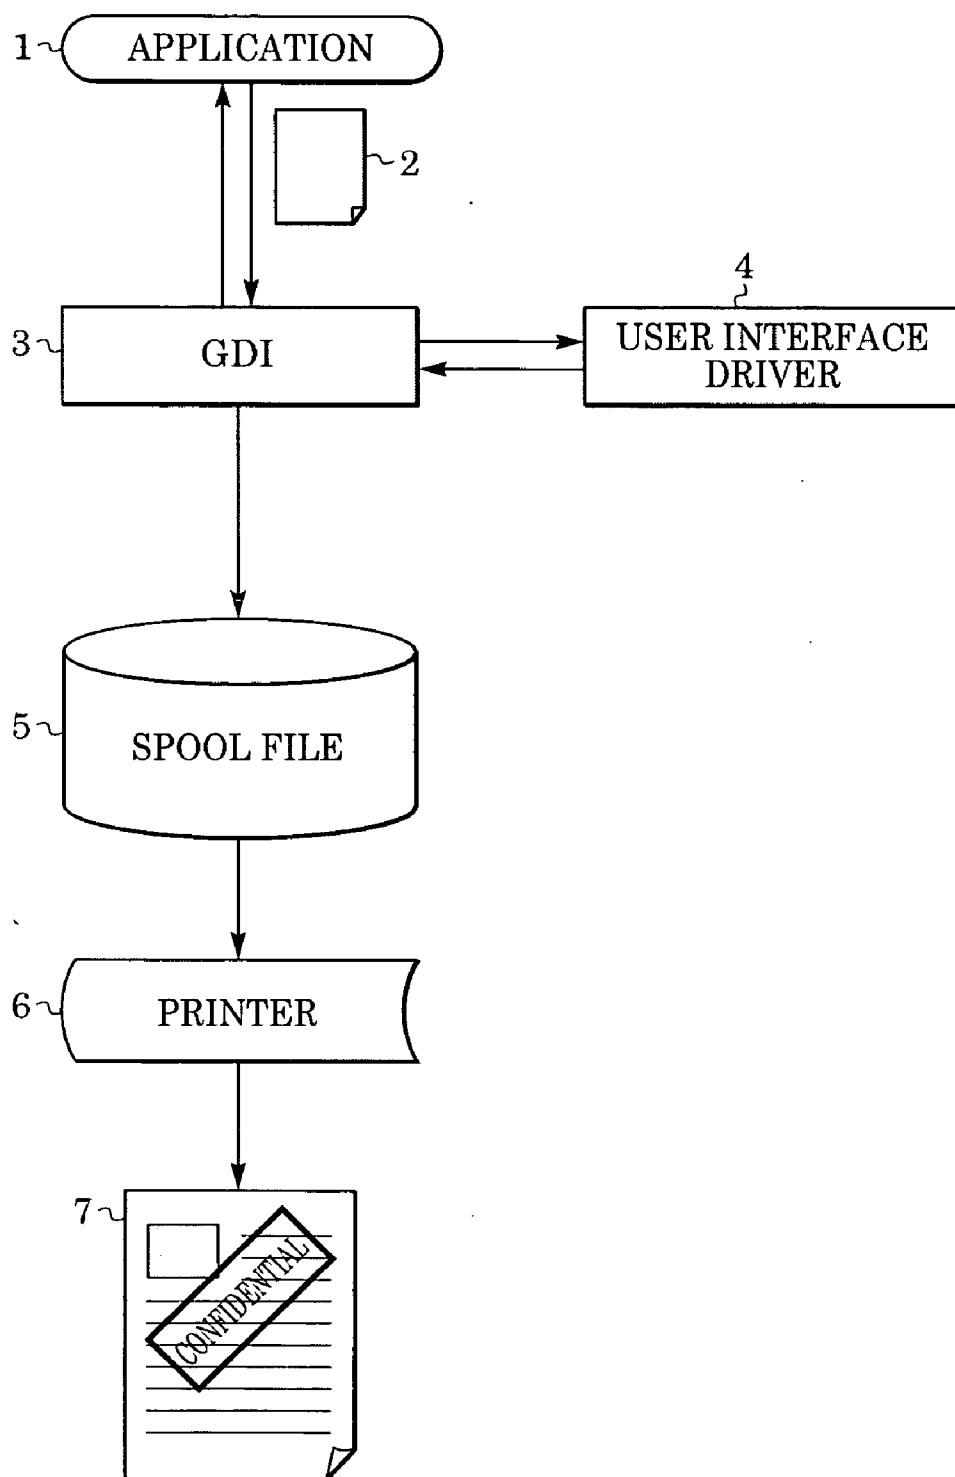 1
APPLICATION
2
3
GDI
4
USER INTERFACE
DRIVER
5
SPOOL FILE
6
PRINTER
7
CONFIDENTIAL